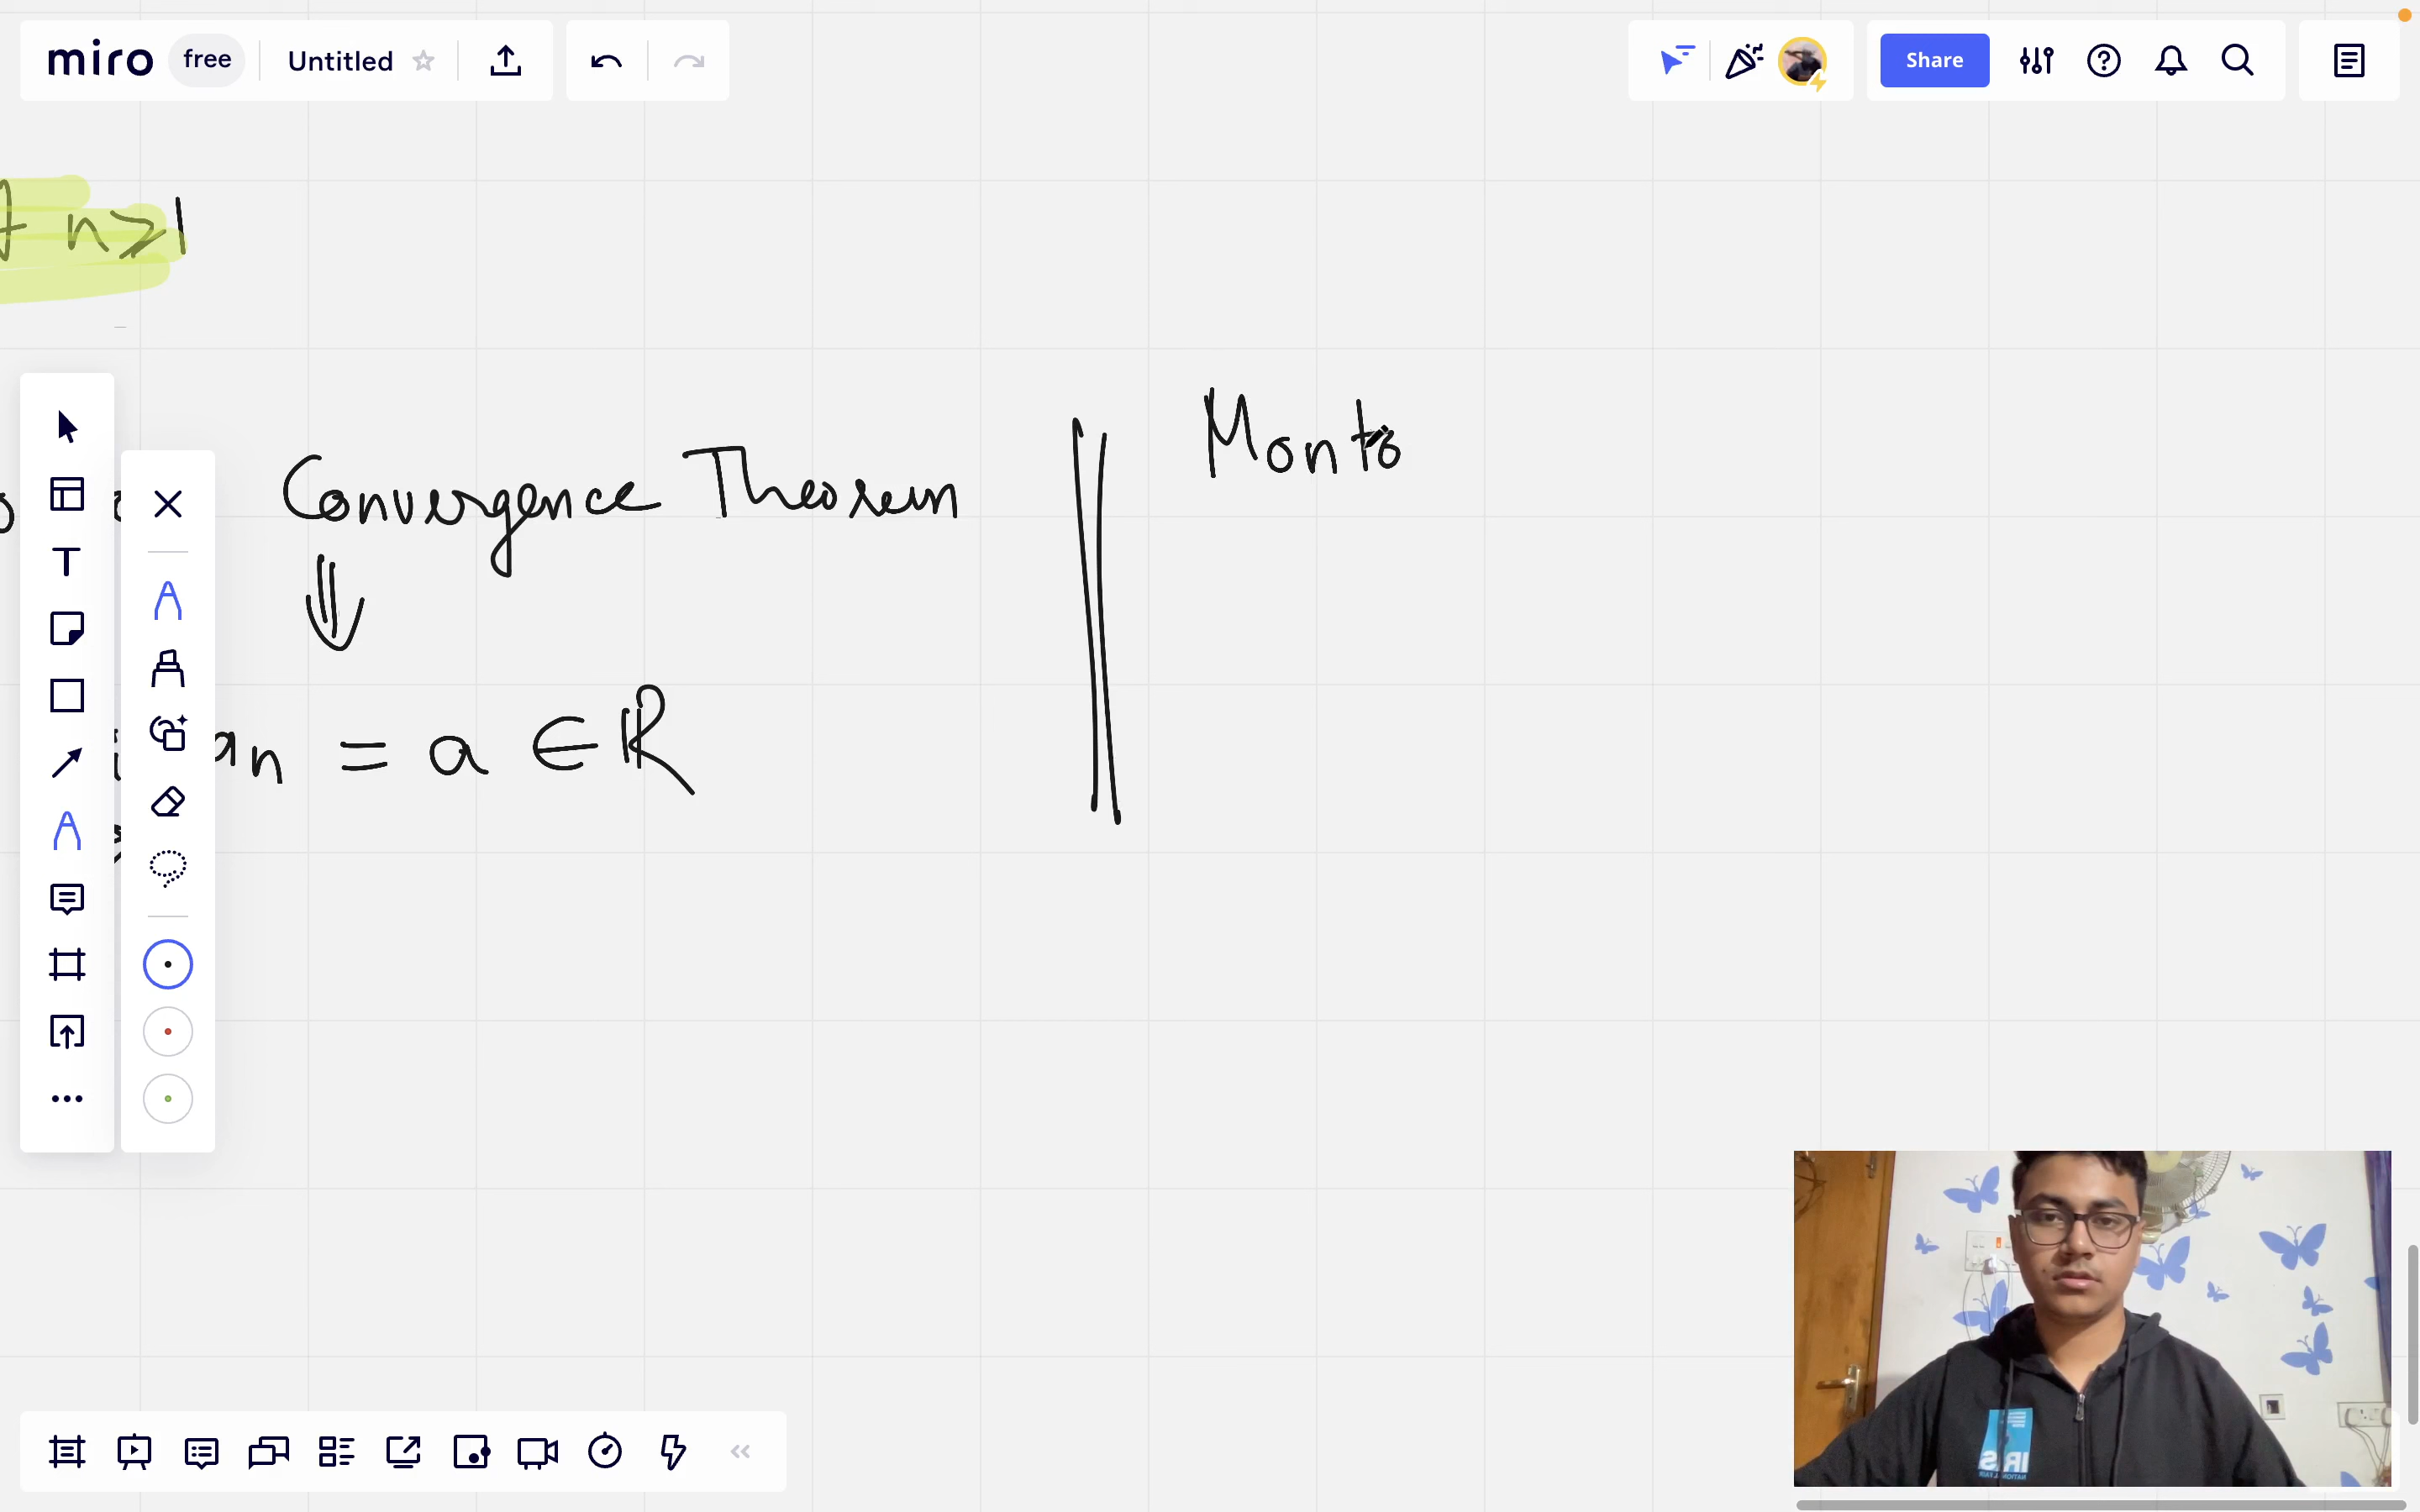 miro free Untitled Share
n≥1
Convergence Theorem
Monto
an = a ∈ ℝ